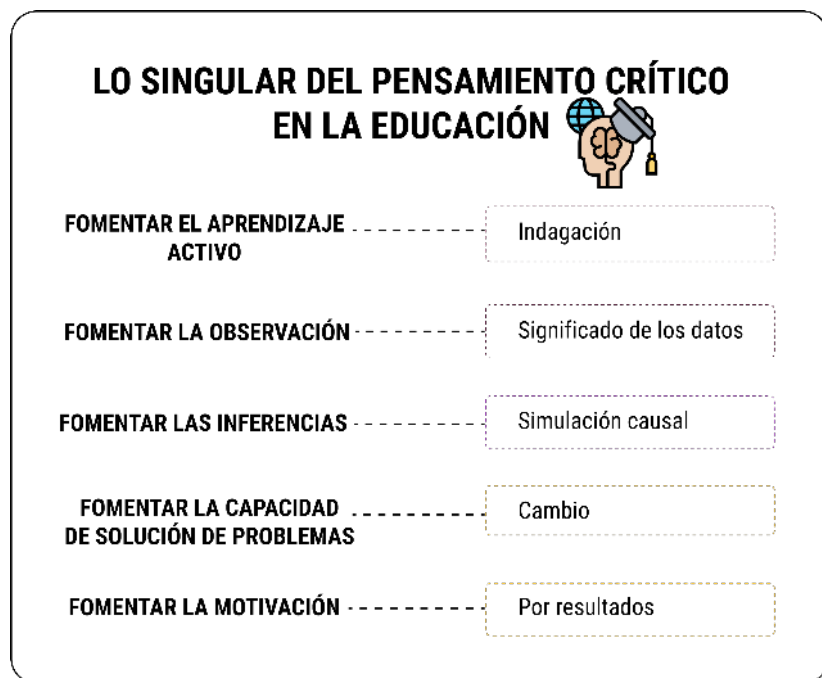 LO SINGULAR DEL PENSAMIENTO CRÍTICO
EN LA EDUCACIÓN
FOMENTAR EL APRENDIZAJE
ACTIVO
Indagación
FOMENTAR LA OBSERVACIÓN
Significado de los datos
FOMENTAR LAS INFERENCIAS
Simulación causal
FOMENTAR LA CAPACIDAD
DE SOLUCIÓN DE PROBLEMAS
Cambio
FOMENTAR LA MOTIVACIÓN
Por resultados